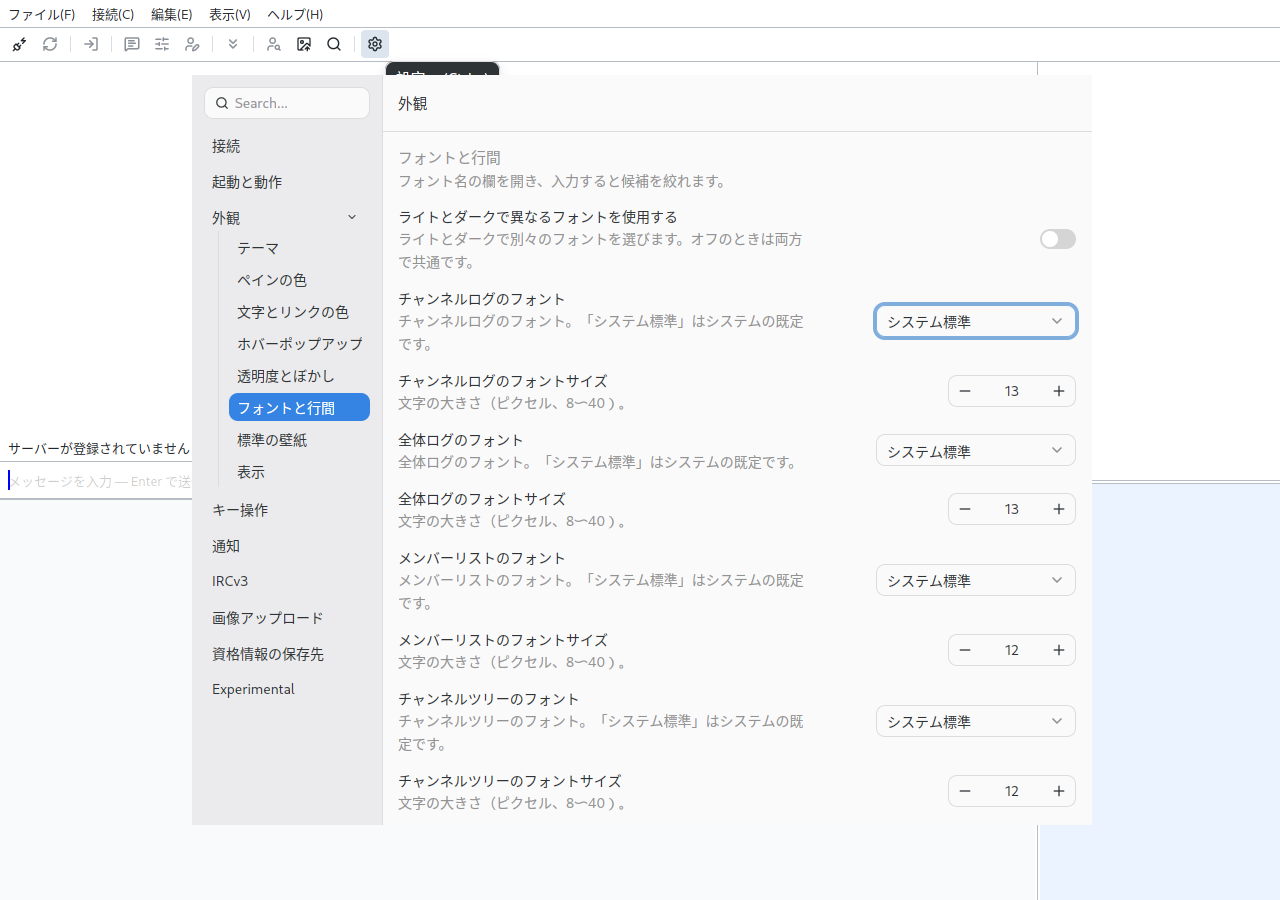 ファイル(F) 接続(C) 編集(E) 表示(V) ヘルプ(H)
Search...
外観
接続
起動と動作
外観
テーマ
ペインの色
文字とリンクの色
ホバーポップアップ
透明度とぼかし
フォントと行間
標準の壁紙
表示
キー操作
通知
IRCv3
画像アップロード
資格情報の保存先
Experimental
フォントと行間
フォント名の欄を開き、入力すると候補を絞れます。
ライトとダークで異なるフォントを使用する
ライトとダークで別々のフォントを選びます。オフのときは両方
で共通です。
チャンネルログのフォント
チャンネルログのフォント。「システム標準」はシステムの既定
です。
システム標準
チャンネルログのフォントサイズ
文字の大きさ（ピクセル、8〜40）。
13
全体ログのフォント
全体ログのフォント。「システム標準」はシステムの既定です。
システム標準
全体ログのフォントサイズ
文字の大きさ（ピクセル、8〜40）。
13
メンバーリストのフォント
メンバーリストのフォント。「システム標準」はシステムの既定
です。
システム標準
メンバーリストのフォントサイズ
文字の大きさ（ピクセル、8〜40）。
12
チャンネルツリーのフォント
チャンネルツリーのフォント。「システム標準」はシステムの既
定です。
システム標準
チャンネルツリーのフォントサイズ
文字の大きさ（ピクセル、8〜40）。
12
サーバーが登録されていません
メッセージを入力 — Enter で送